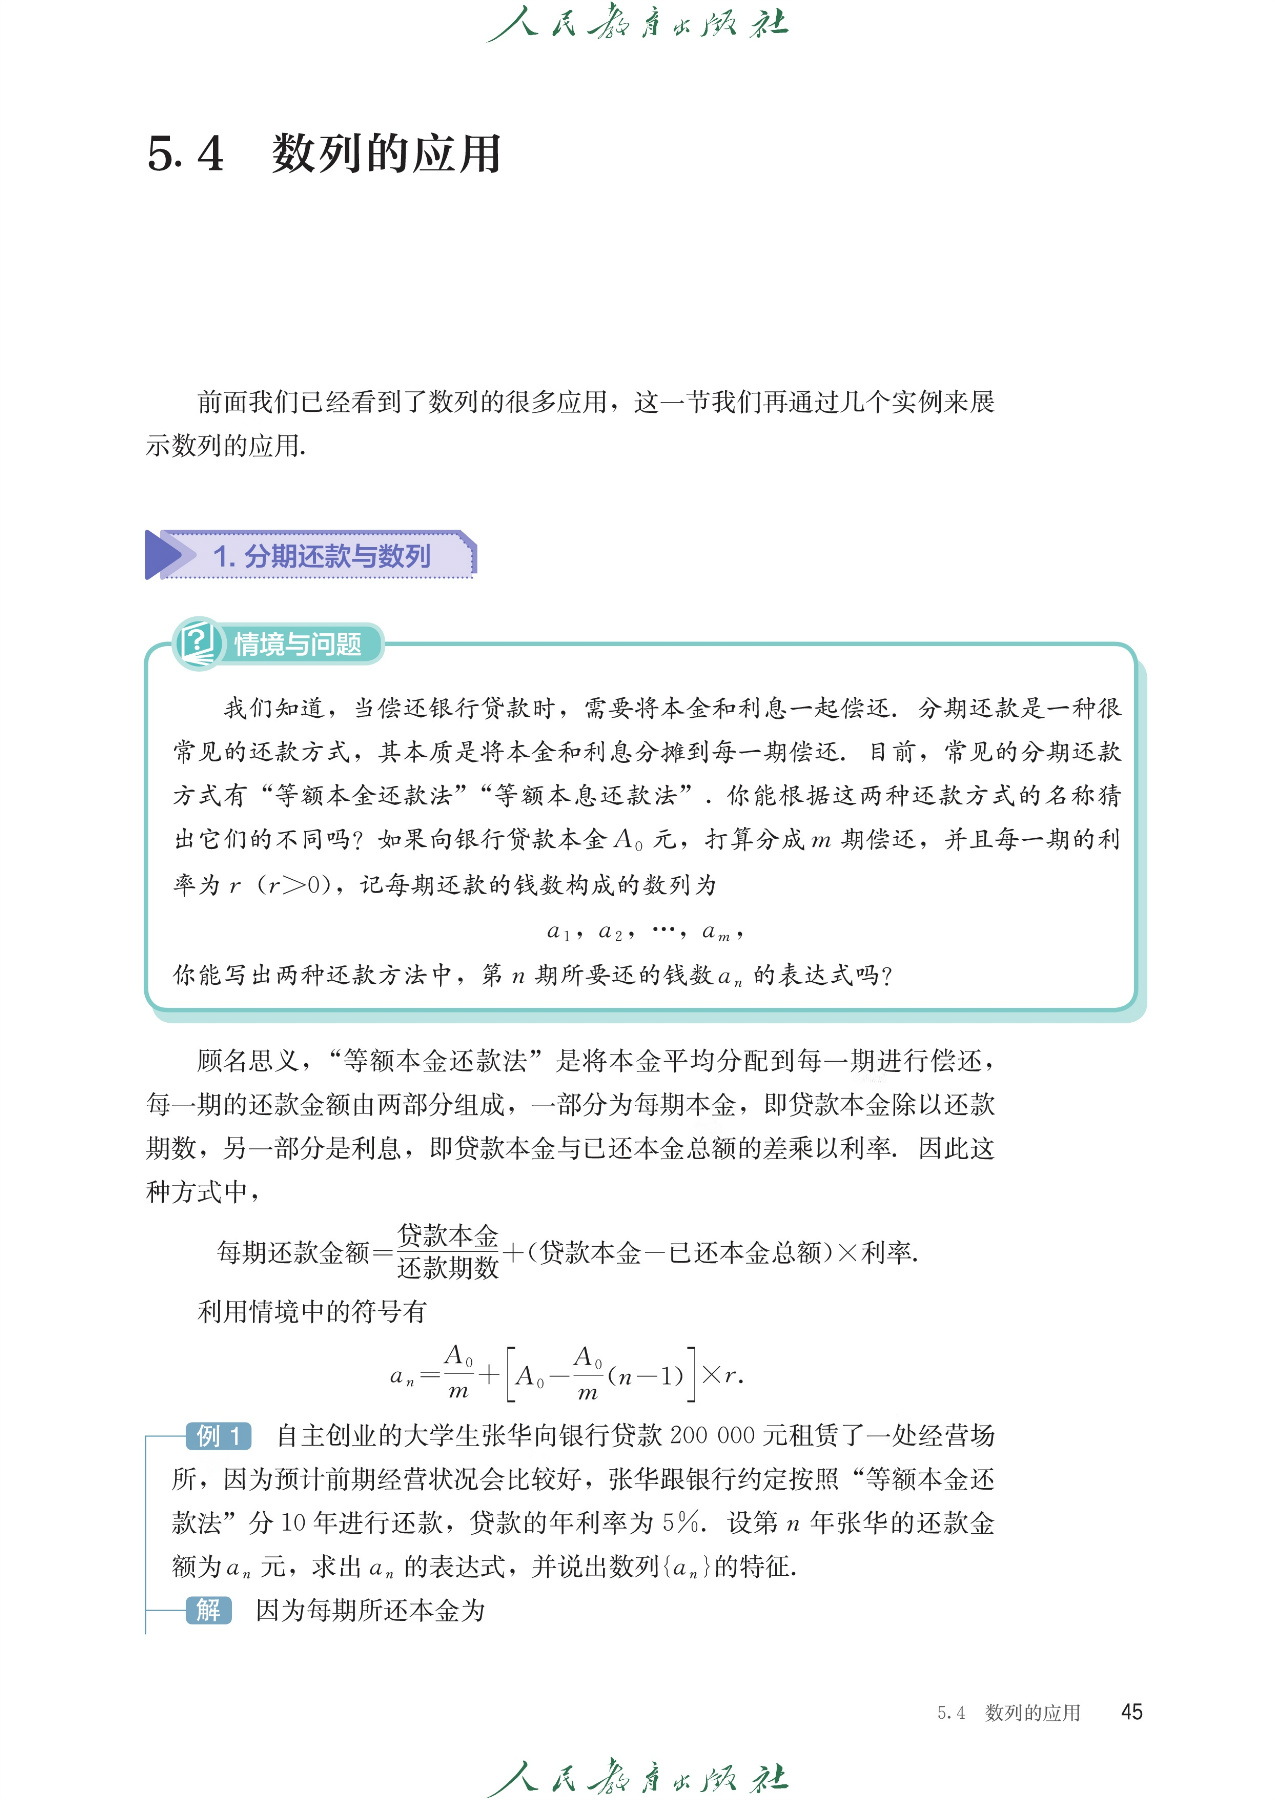 人民教育出版社
5.4 数列的应用
前面我们已经看到了数列的很多应用，这一节我们再通过几个实例来展
示数列的应用.
1. 分期还款与数列
情境与问题
我们知道，当偿还银行贷款时，需要将本金和利息一起偿还. 分期还款是一种很
常见的还款方式，其本质是将本金和利息分摊到每一期偿还. 目前，常见的分期还款
方式有“等额本金还款法”“等额本息还款法”. 你能根据这两种还款方式的名称猜
出它们的不同吗？如果向银行贷款本金 A₀ 元，打算分成 m 期偿还，并且每一期的利
率为 r（r＞0），记每期还款的钱数构成的数列为
a₁，a₂，…，aₘ，
你能写出两种还款方法中，第 n 期所要还的钱数 aₙ 的表达式吗？
顾名思义，“等额本金还款法”是将本金平均分配到每一期进行偿还，
每一期的还款金额由两部分组成，一部分为每期本金，即贷款本金除以还款
期数，另一部分是利息，即贷款本金与已还本金总额的差乘以利率. 因此这
种方式中，
每期还款金额=贷款本金/还款期数+(贷款本金－已还本金总额)×利率.
利用情境中的符号有
aₙ=A₀/m+[A₀－A₀/m(n－1)]×r.
例 1 自主创业的大学生张华向银行贷款 200 000 元租赁了一处经营场
所，因为预计前期经营状况会比较好，张华跟银行约定按照“等额本金还
款法”分 10 年进行还款，贷款的年利率为 5%. 设第 n 年张华的还款金
额为 aₙ 元，求出 aₙ 的表达式，并说出数列{aₙ}的特征.
解 因为每期所还本金为
5.4 数列的应用 45
人民教育出版社